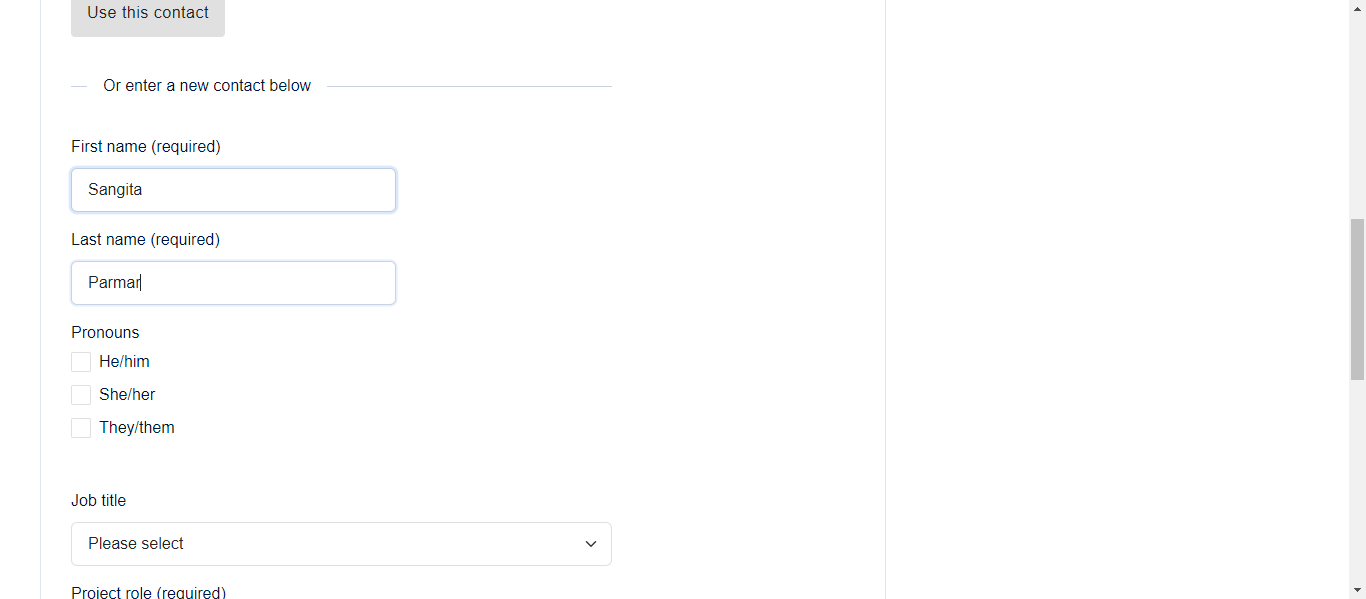 Use this contact
Or enter a new contact below
First name (required)
Sangita
Last name (required)
Parmar
Pronouns
He/him
She/her
They/them
Job title
Please select
Project role (required)